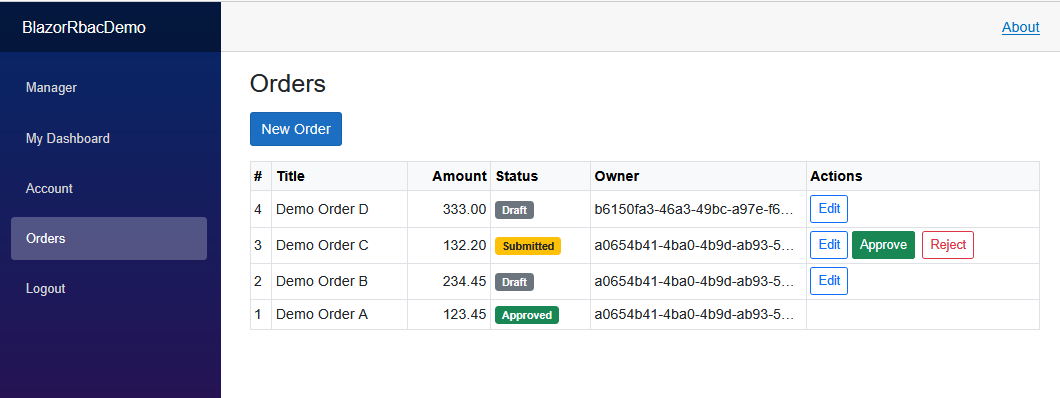 BlazorRbacDemo
About
Manager
My Dashboard
Account
Orders
Logout
Orders
New Order
# Title Amount Status Owner Actions
4 Demo Order D 333.00 Draft b6150fa3-46a3-49bc-a97e-f6... Edit
3 Demo Order C 132.20 Submitted a0654b41-4ba0-4b9d-ab93-5... Edit Approve Reject
2 Demo Order B 234.45 Draft a0654b41-4ba0-4b9d-ab93-5... Edit
1 Demo Order A 123.45 Approved a0654b41-4ba0-4b9d-ab93-5...